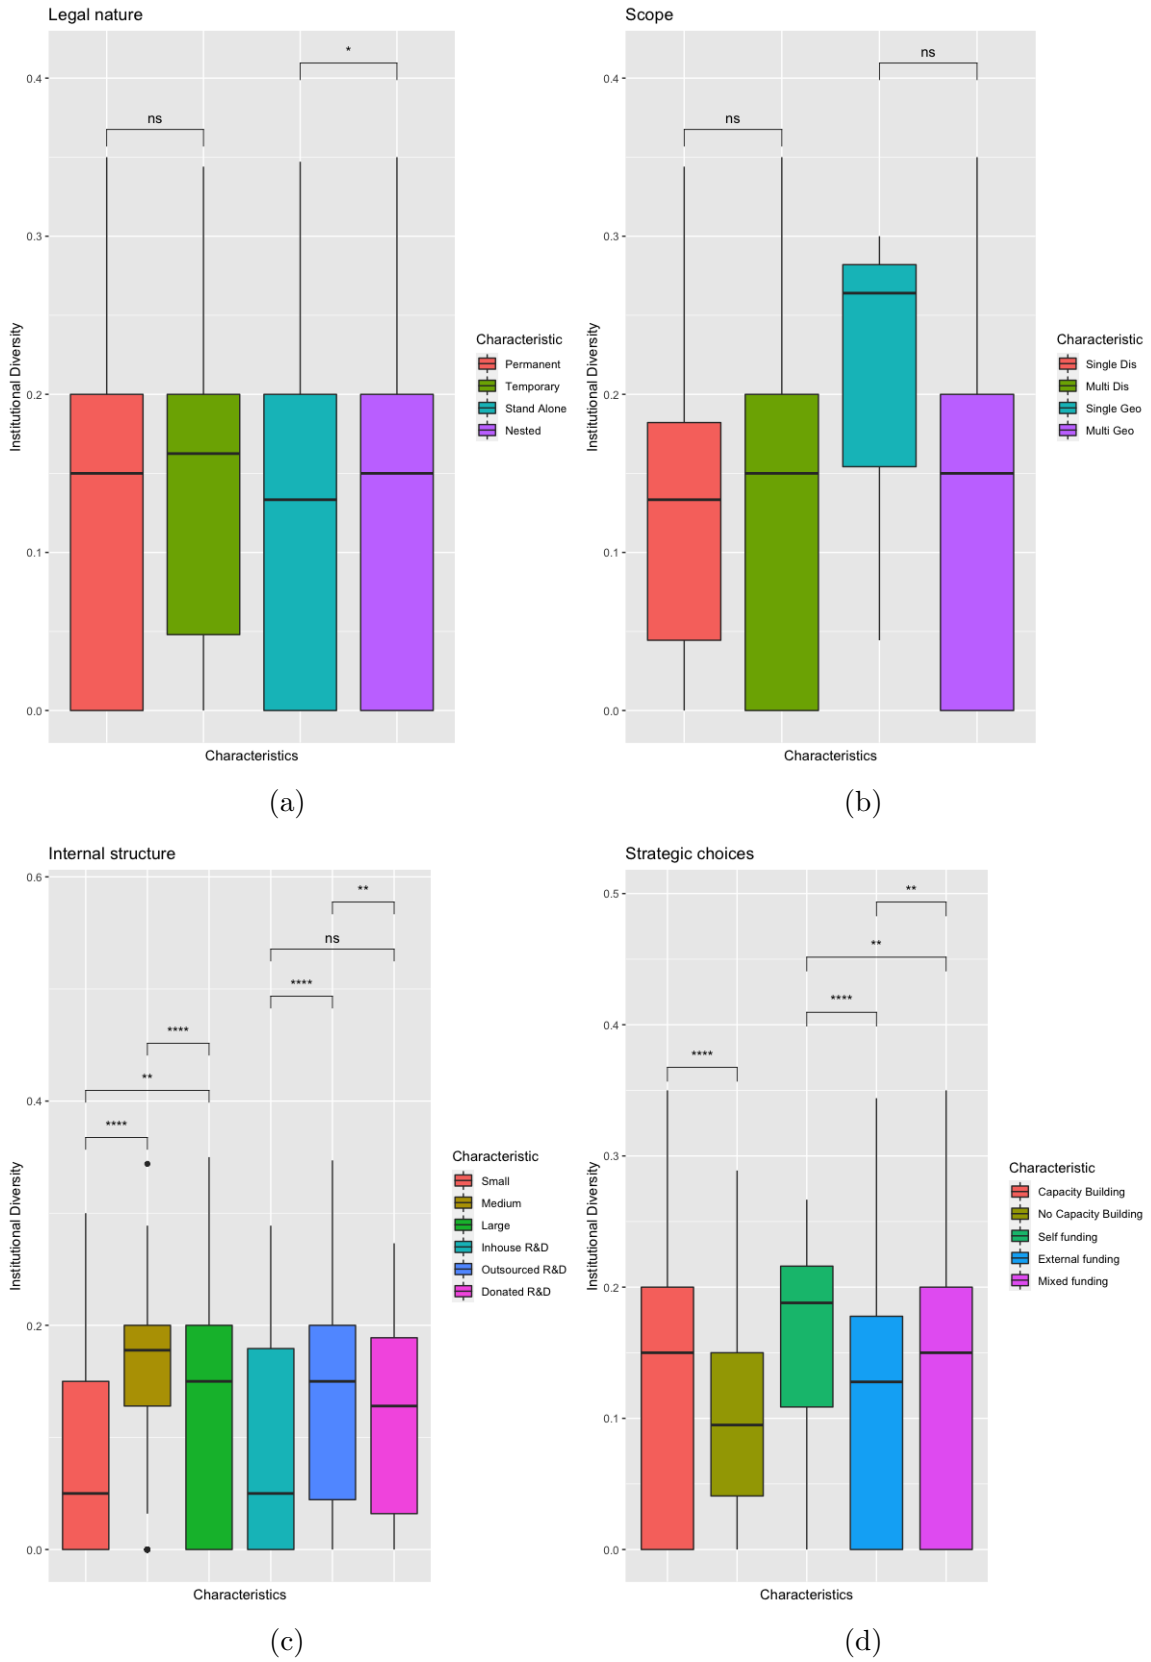 Legal nature
*
0.4
ns
0.3
0.2
0.1
0.0
Institutional Diversity
Characteristics
Characteristic
Permanent
Temporary
Stand Alone
Nested
(a)
Scope
ns
0.4
ns
0.3
0.2
0.1
0.0
Institutional Diversity
Characteristics
Characteristic
Single Dis
Multi Dis
Single Geo
Multi Geo
(b)
Internal structure
0.6
**
ns
****
****
**
0.4
****
0.2
0.0
Institutional Diversity
Characteristics
Characteristic
Small
Medium
Large
Inhouse R&D
Outsourced R&D
Donated R&D
(c)
Strategic choices
0.5
**
**
****
0.4
****
0.3
0.2
0.1
0.0
Institutional Diversity
Characteristics
Characteristic
Capacity Building
No Capacity Building
Self funding
External funding
Mixed funding
(d)